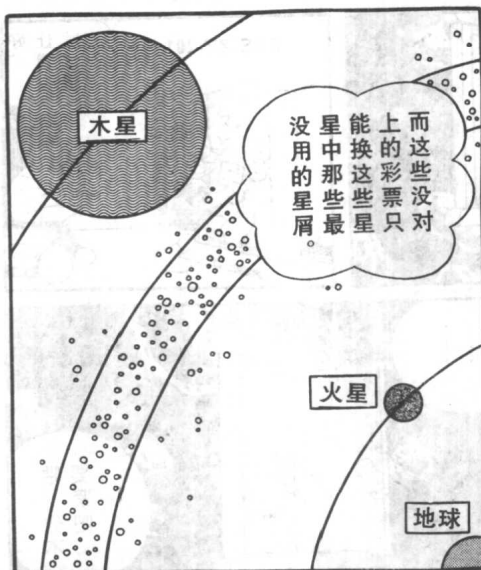 木星
而这些没对
上的彩票只
能换这些星
星中那些最
没用的星屑。
火星
地球